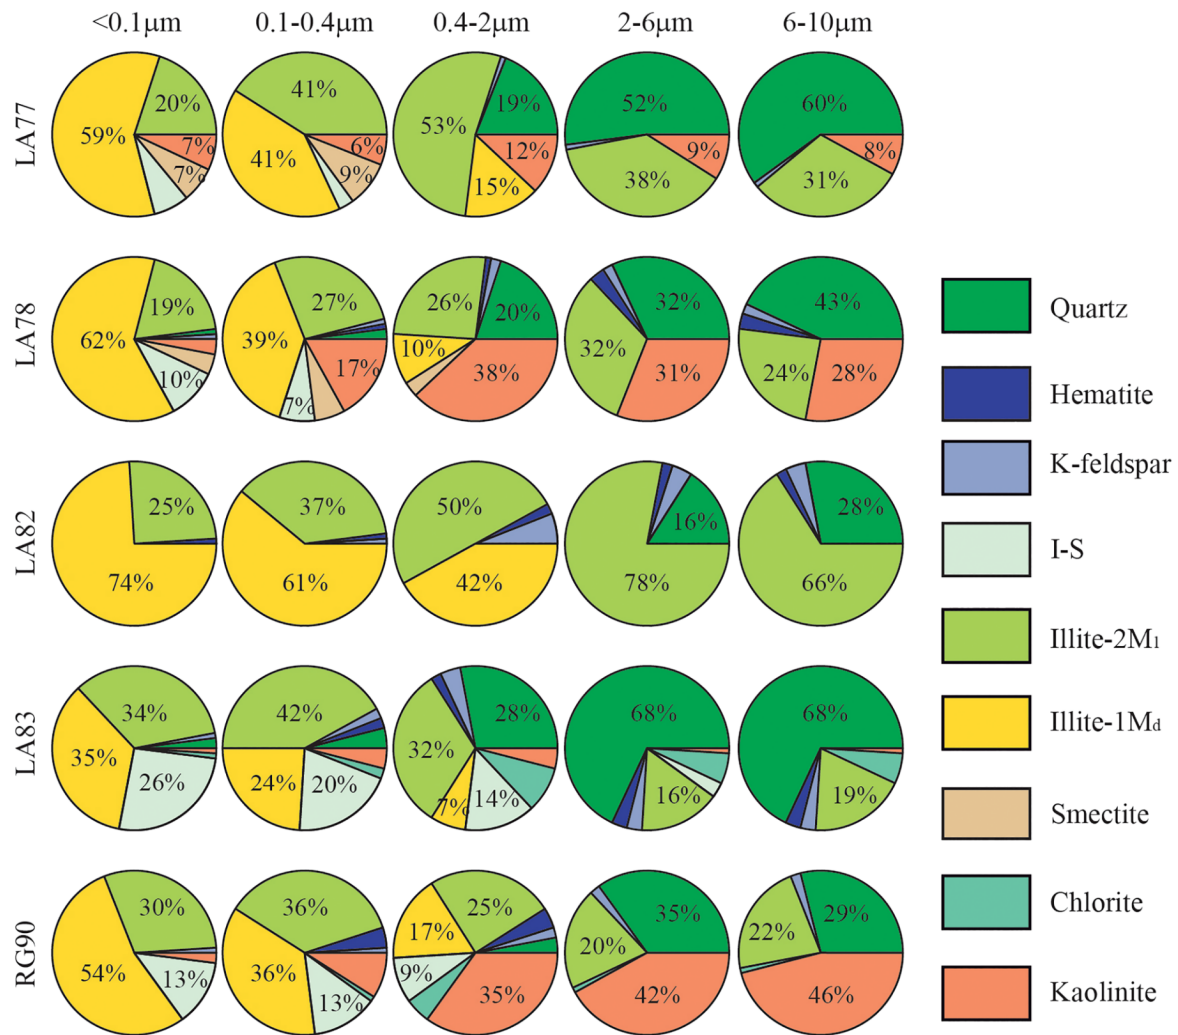 <0.1μm 0.1-0.4μm 0.4-2μm 2-6μm 6-10μm
LA77
59% 20% 7% 7%
41% 41% 6% 9%
53% 19% 12% 15%
52% 9% 38%
60% 8% 31%
LA78
62% 19% 10%
39% 27% 17% 7%
26% 20% 10% 38%
32% 32% 31%
43% 24% 28%
LA82
25% 74%
37% 61%
50% 42%
16% 78%
28% 66%
LA83
34% 35% 26%
42% 24% 20%
28% 32% 7% 14%
68% 16%
68% 19%
RG90
30% 54% 13%
36% 36% 13%
25% 17% 9% 35%
35% 20% 42%
29% 22% 46%
Quartz
Hematite
K-feldspar
I-S
Illite-2M₁
Illite-1Md
Smectite
Chlorite
Kaolinite